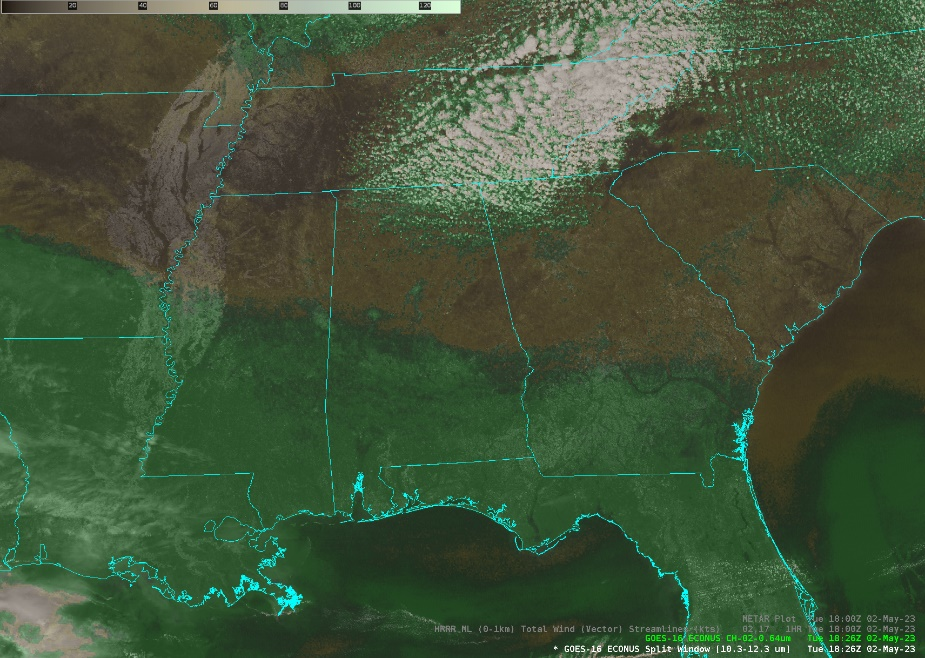 20 40 60 80 100 120
METAR Plot Tue 18:00Z 02-May-23
HRRR ML (0-1km) Total Wind (Vector) Streamlines (kts) 02.17 1HR Tue 18:00Z 02-May-23
GOES-16 ECONUS CH-02-0.64um Tue 18:26Z 02-May-23
* GOES-16 ECONUS Split Window (10.3-12.3 um) Tue 18:26Z 02-May-23